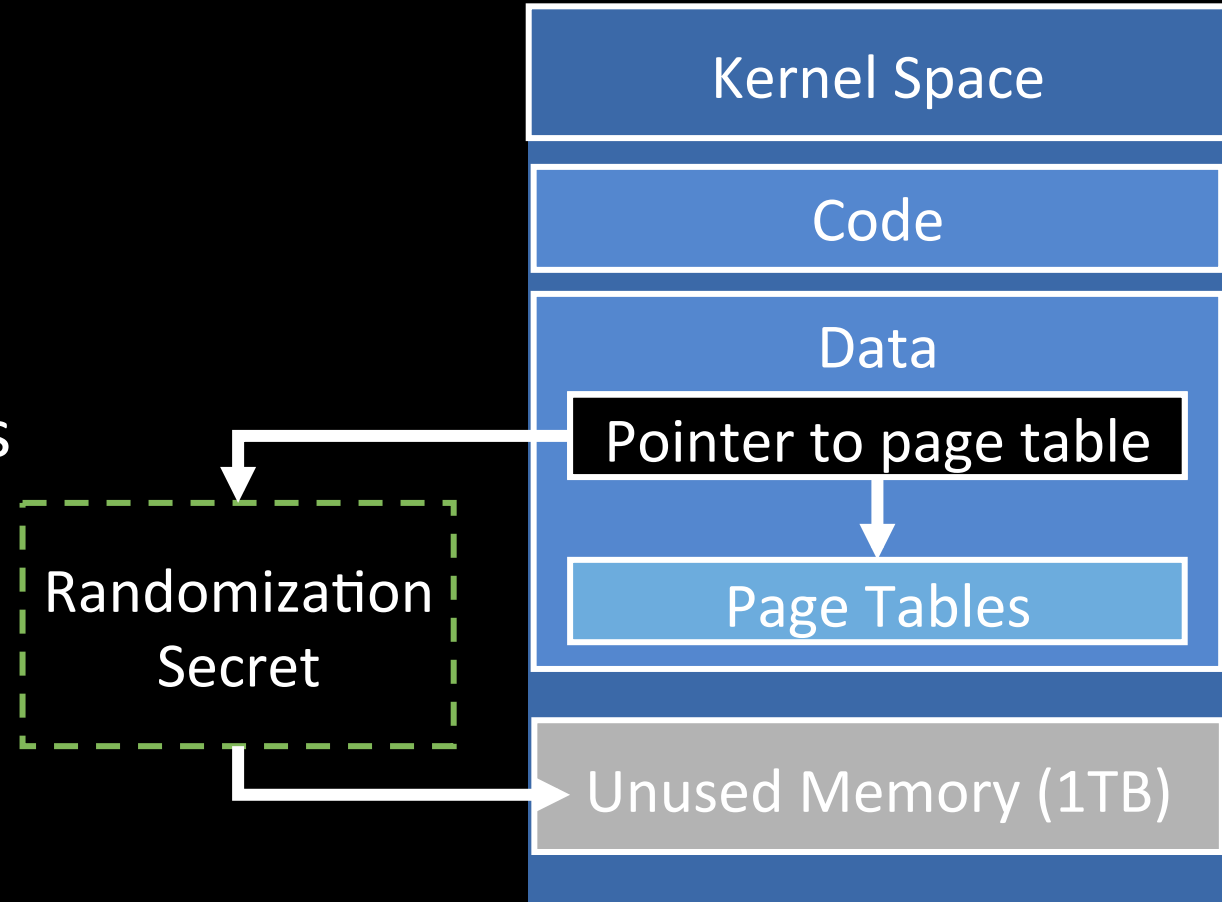 Kernel Space
Code
Data
s
Pointer to page table
Randomization
Secret
Page Tables
Unused Memory (1TB)